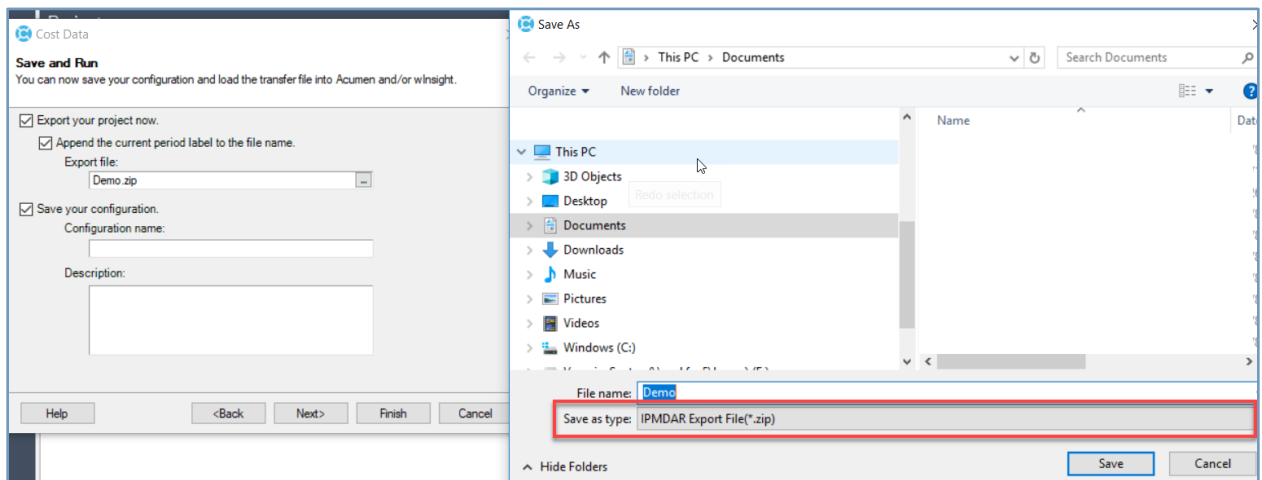 Cost Data
Save and Run
You can now save your configuration and load the transfer file into Acumen and/or wInsight.
Export your project now.
Append the current period label to the file name.
Export file:
Demo.zip
...
Save your configuration.
Configuration name:
Description:
Help
<Back
Next>
Finish
Cancel
Save As
This PC > Documents
Search Documents
Organize
New folder
?
Name
Dat
This PC
3D Objects
Redo selection
Desktop
Documents
Downloads
Music
Pictures
Videos
Windows (C:)
File name: Demo
Save as type: IPMDAR Export File(*.zip)
Hide Folders
Save
Cancel